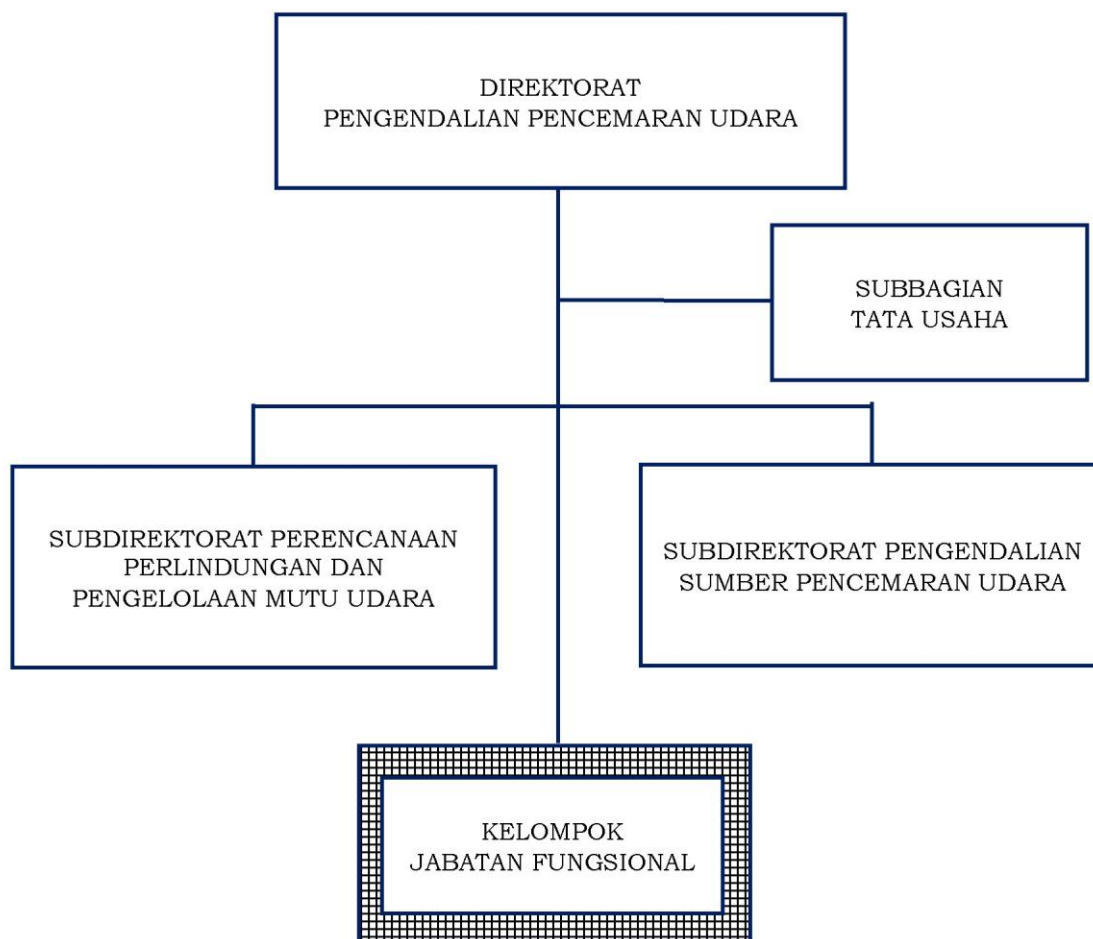 DIREKTORAT
PENGENDALIAN PENCEMARAN UDARA
SUBBAGIAN
TATA USAHA
SUBDIREKTORAT PERENCANAAN
PERLINDUNGAN DAN
PENGELOLAAN MUTU UDARA
SUBDIREKTORAT PENGENDALIAN
SUMBER PENCEMARAN UDARA
KELOMPOK
JABATAN FUNGSIONAL